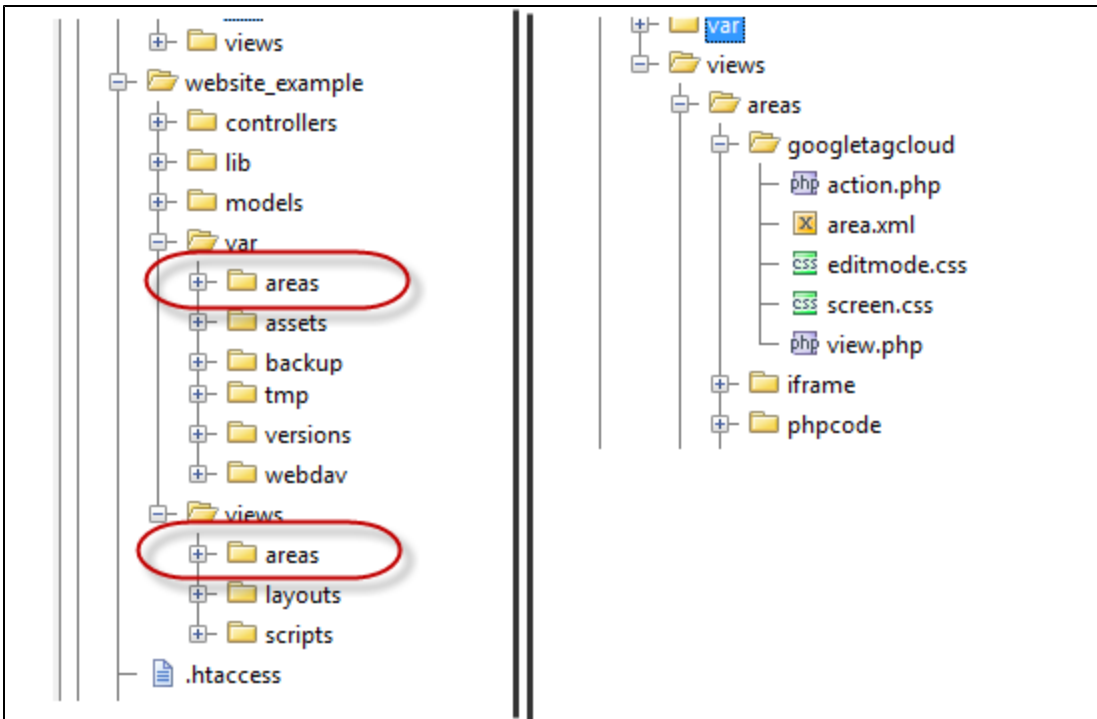 views
website_example
controllers
lib
models
var
areas
assets
backup
tmp
versions
webdav
views
areas
layouts
scripts
.htaccess
var
views
areas
googletagcloud
php action.php
X area.xml
css editmode.css
css screen.css
php view.php
iframe
phpcode